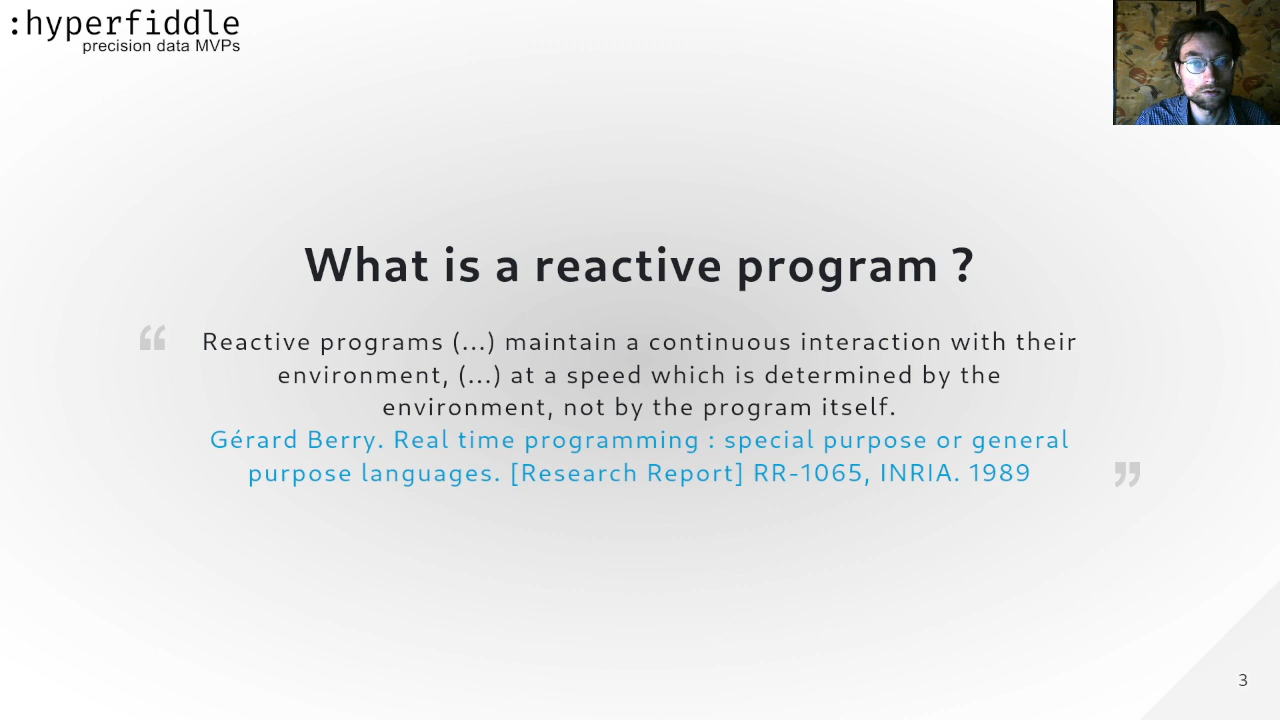 :hyperfiddle
precision data MVPs
What is a reactive program ?
“ Reactive programs (...) maintain a continuous interaction with their
environment, (...) at a speed which is determined by the
environment, not by the program itself.
Gérard Berry. Real time programming : special purpose or general
purpose languages. [Research Report] RR-1065, INRIA. 1989 ”
3